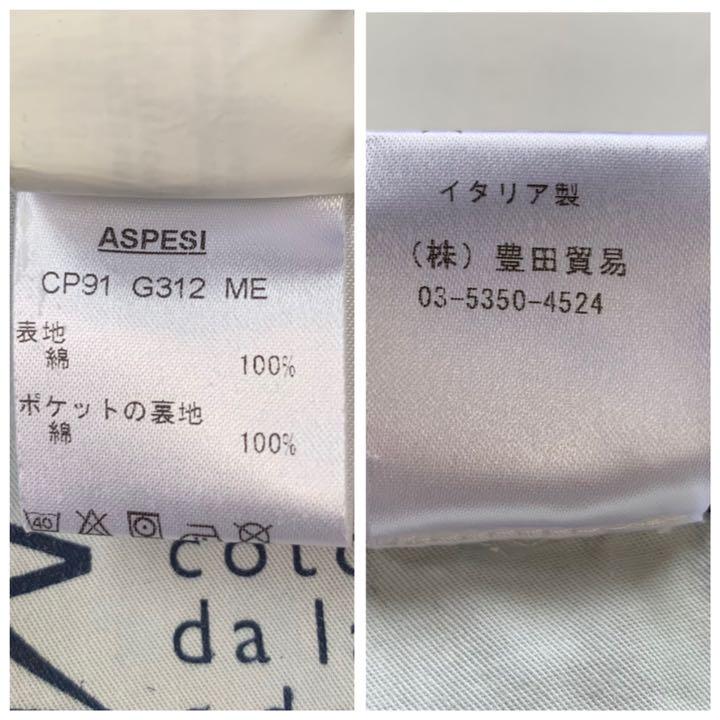 ASPESI
CP91 G312 ME
表地
綿 100%
ポケットの裏地
綿 100%
40
da
イタリア製
(株) 豊田貿易
03-5350-4524